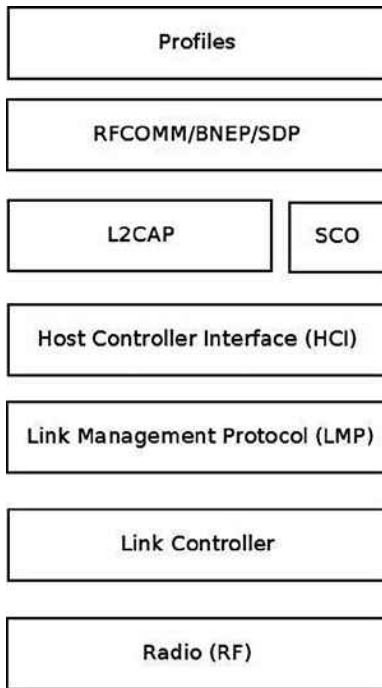 Profiles
RFCOMM/BNEP/SDP
L2CAP
SCO
Host Controller Interface (HCI)
Link Management Protocol (LMP)
Link Controller
Radio (RF)